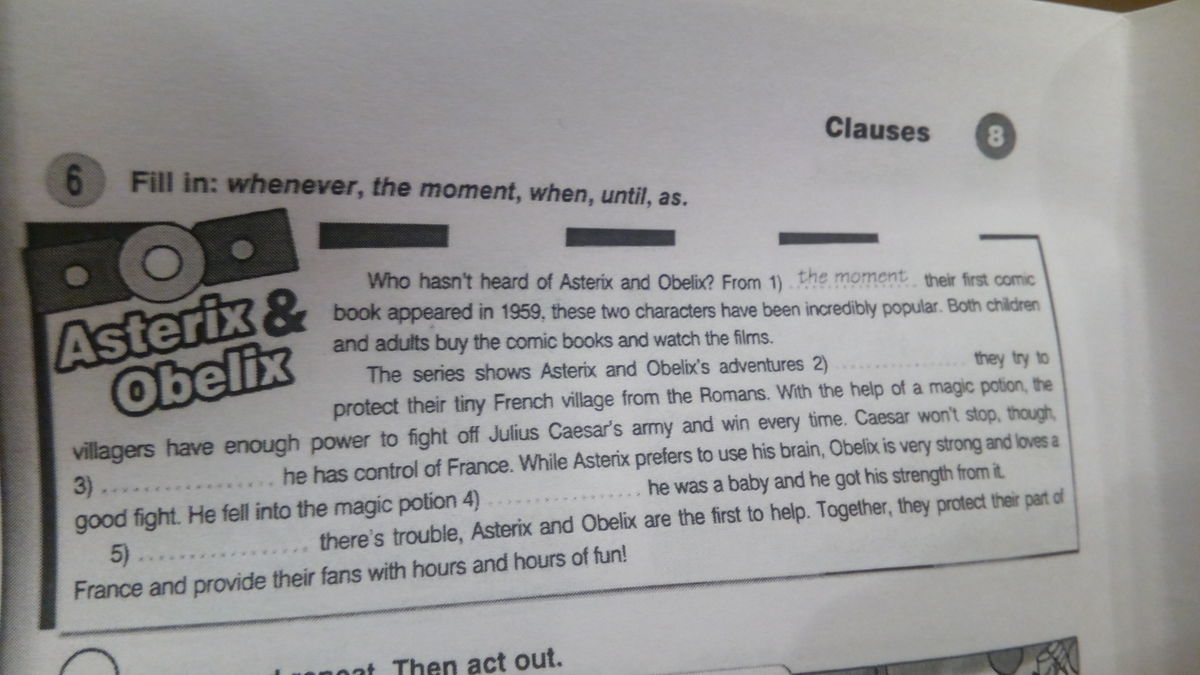 Clauses 8
6 Fill in: whenever, the moment, when, until, as.
Asterix &
Obelix
Who hasn't heard of Asterix and Obelix? From 1) the moment their first comic
book appeared in 1959, these two characters have been incredibly popular. Both children
and adults buy the comic books and watch the films.
The series shows Asterix and Obelix's adventures 2) .................. they try to
protect their tiny French village from the Romans. With the help of a magic potion, the
villagers have enough power to fight off Julius Caesar's army and win every time. Caesar won't stop, though,
3) .................. he has control of France. While Asterix prefers to use his brain, Obelix is very strong and loves a
good fight. He fell into the magic potion 4) .................. he was a baby and he got his strength from it.
5) .................. there's trouble, Asterix and Obelix are the first to help. Together, they protect their part of
France and provide their fans with hours and hours of fun!
Then act out.